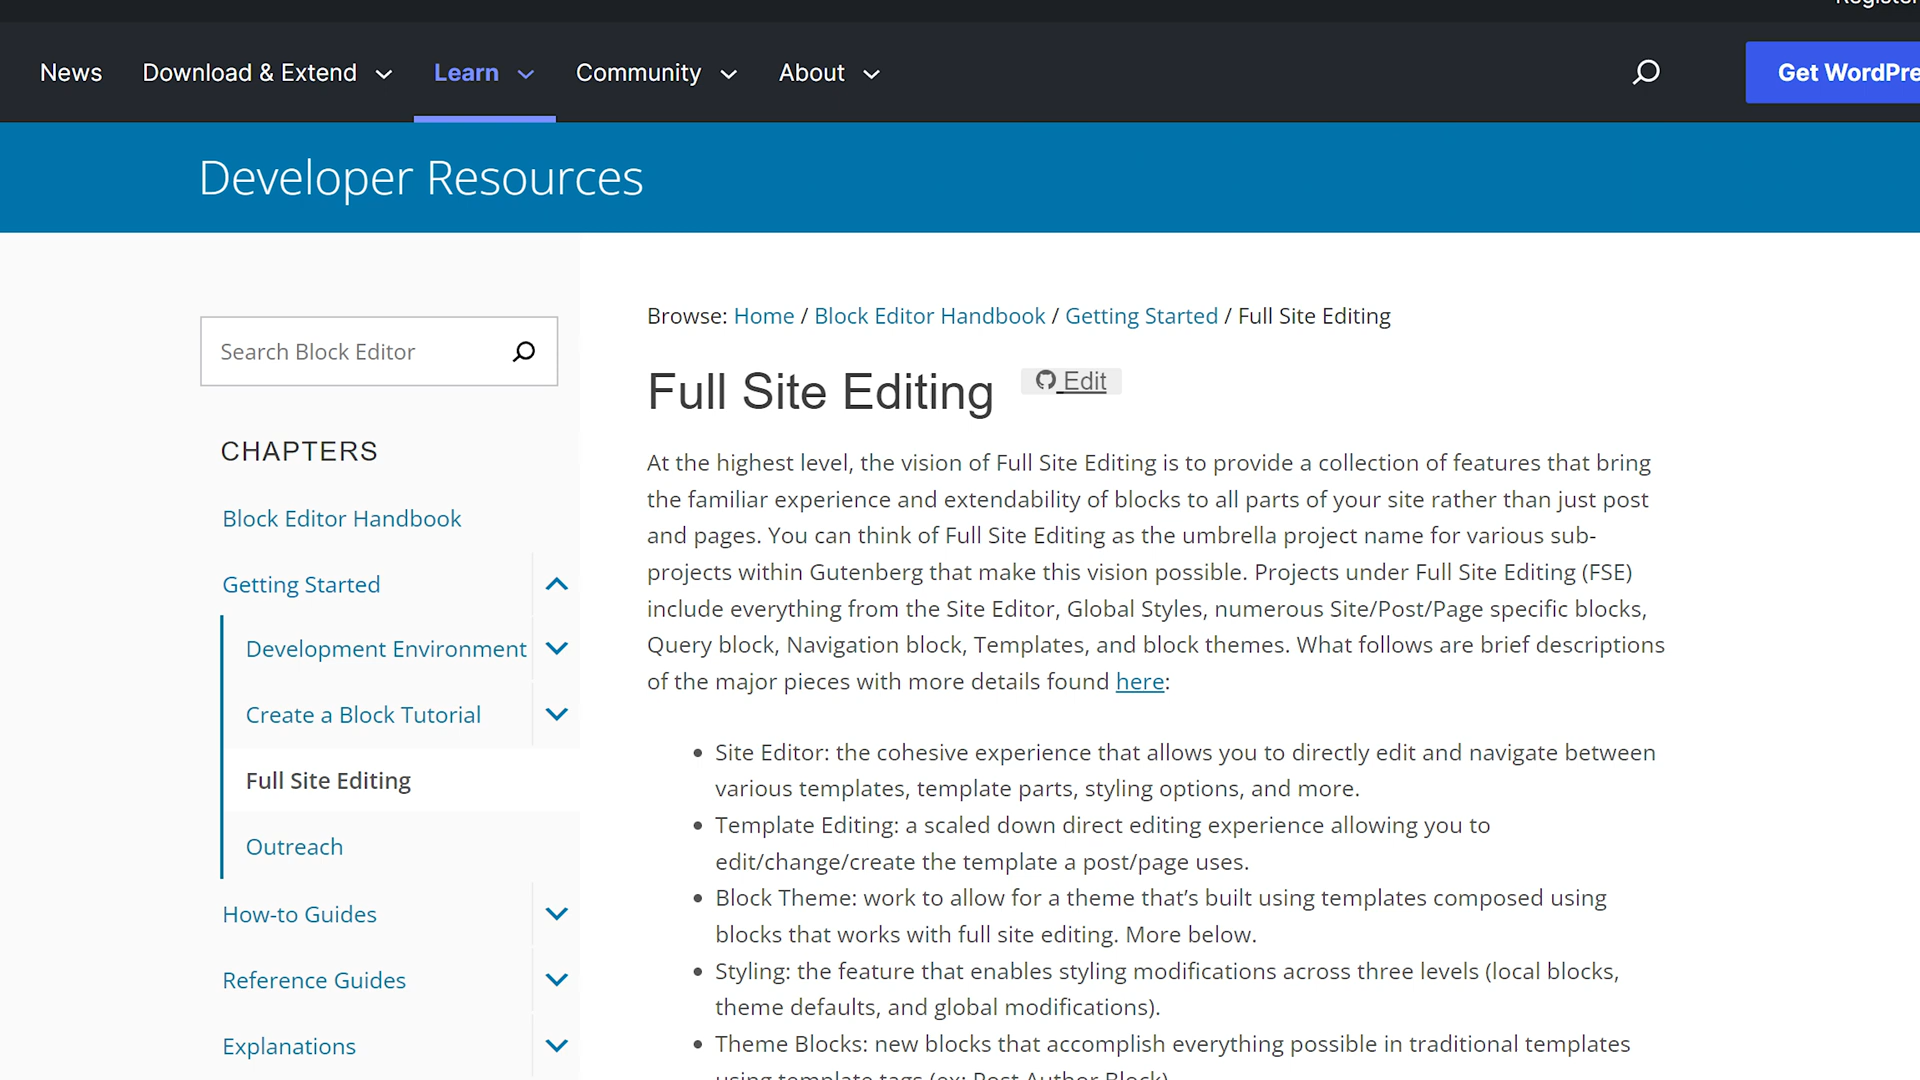 News Download & Extend Learn Community About Get WordPre
Developer Resources
Search Block Editor
CHAPTERS
Block Editor Handbook
Getting Started
Development Environment
Create a Block Tutorial
Full Site Editing
Outreach
How-to Guides
Reference Guides
Explanations
Browse: Home / Block Editor Handbook / Getting Started / Full Site Editing
Full Site Editing Edit
At the highest level, the vision of Full Site Editing is to provide a collection of features that bring
the familiar experience and extendability of blocks to all parts of your site rather than just post
and pages. You can think of Full Site Editing as the umbrella project name for various sub-
projects within Gutenberg that make this vision possible. Projects under Full Site Editing (FSE)
include everything from the Site Editor, Global Styles, numerous Site/Post/Page specific blocks,
Query block, Navigation block, Templates, and block themes. What follows are brief descriptions
of the major pieces with more details found here:
• Site Editor: the cohesive experience that allows you to directly edit and navigate between
various templates, template parts, styling options, and more.
• Template Editing: a scaled down direct editing experience allowing you to
edit/change/create the template a post/page uses.
• Block Theme: work to allow for a theme that’s built using templates composed using
blocks that works with full site editing. More below.
• Styling: the feature that enables styling modifications across three levels (local blocks,
theme defaults, and global modifications).
• Theme Blocks: new blocks that accomplish everything possible in traditional templates
using template tags (ex: Post Author Block).